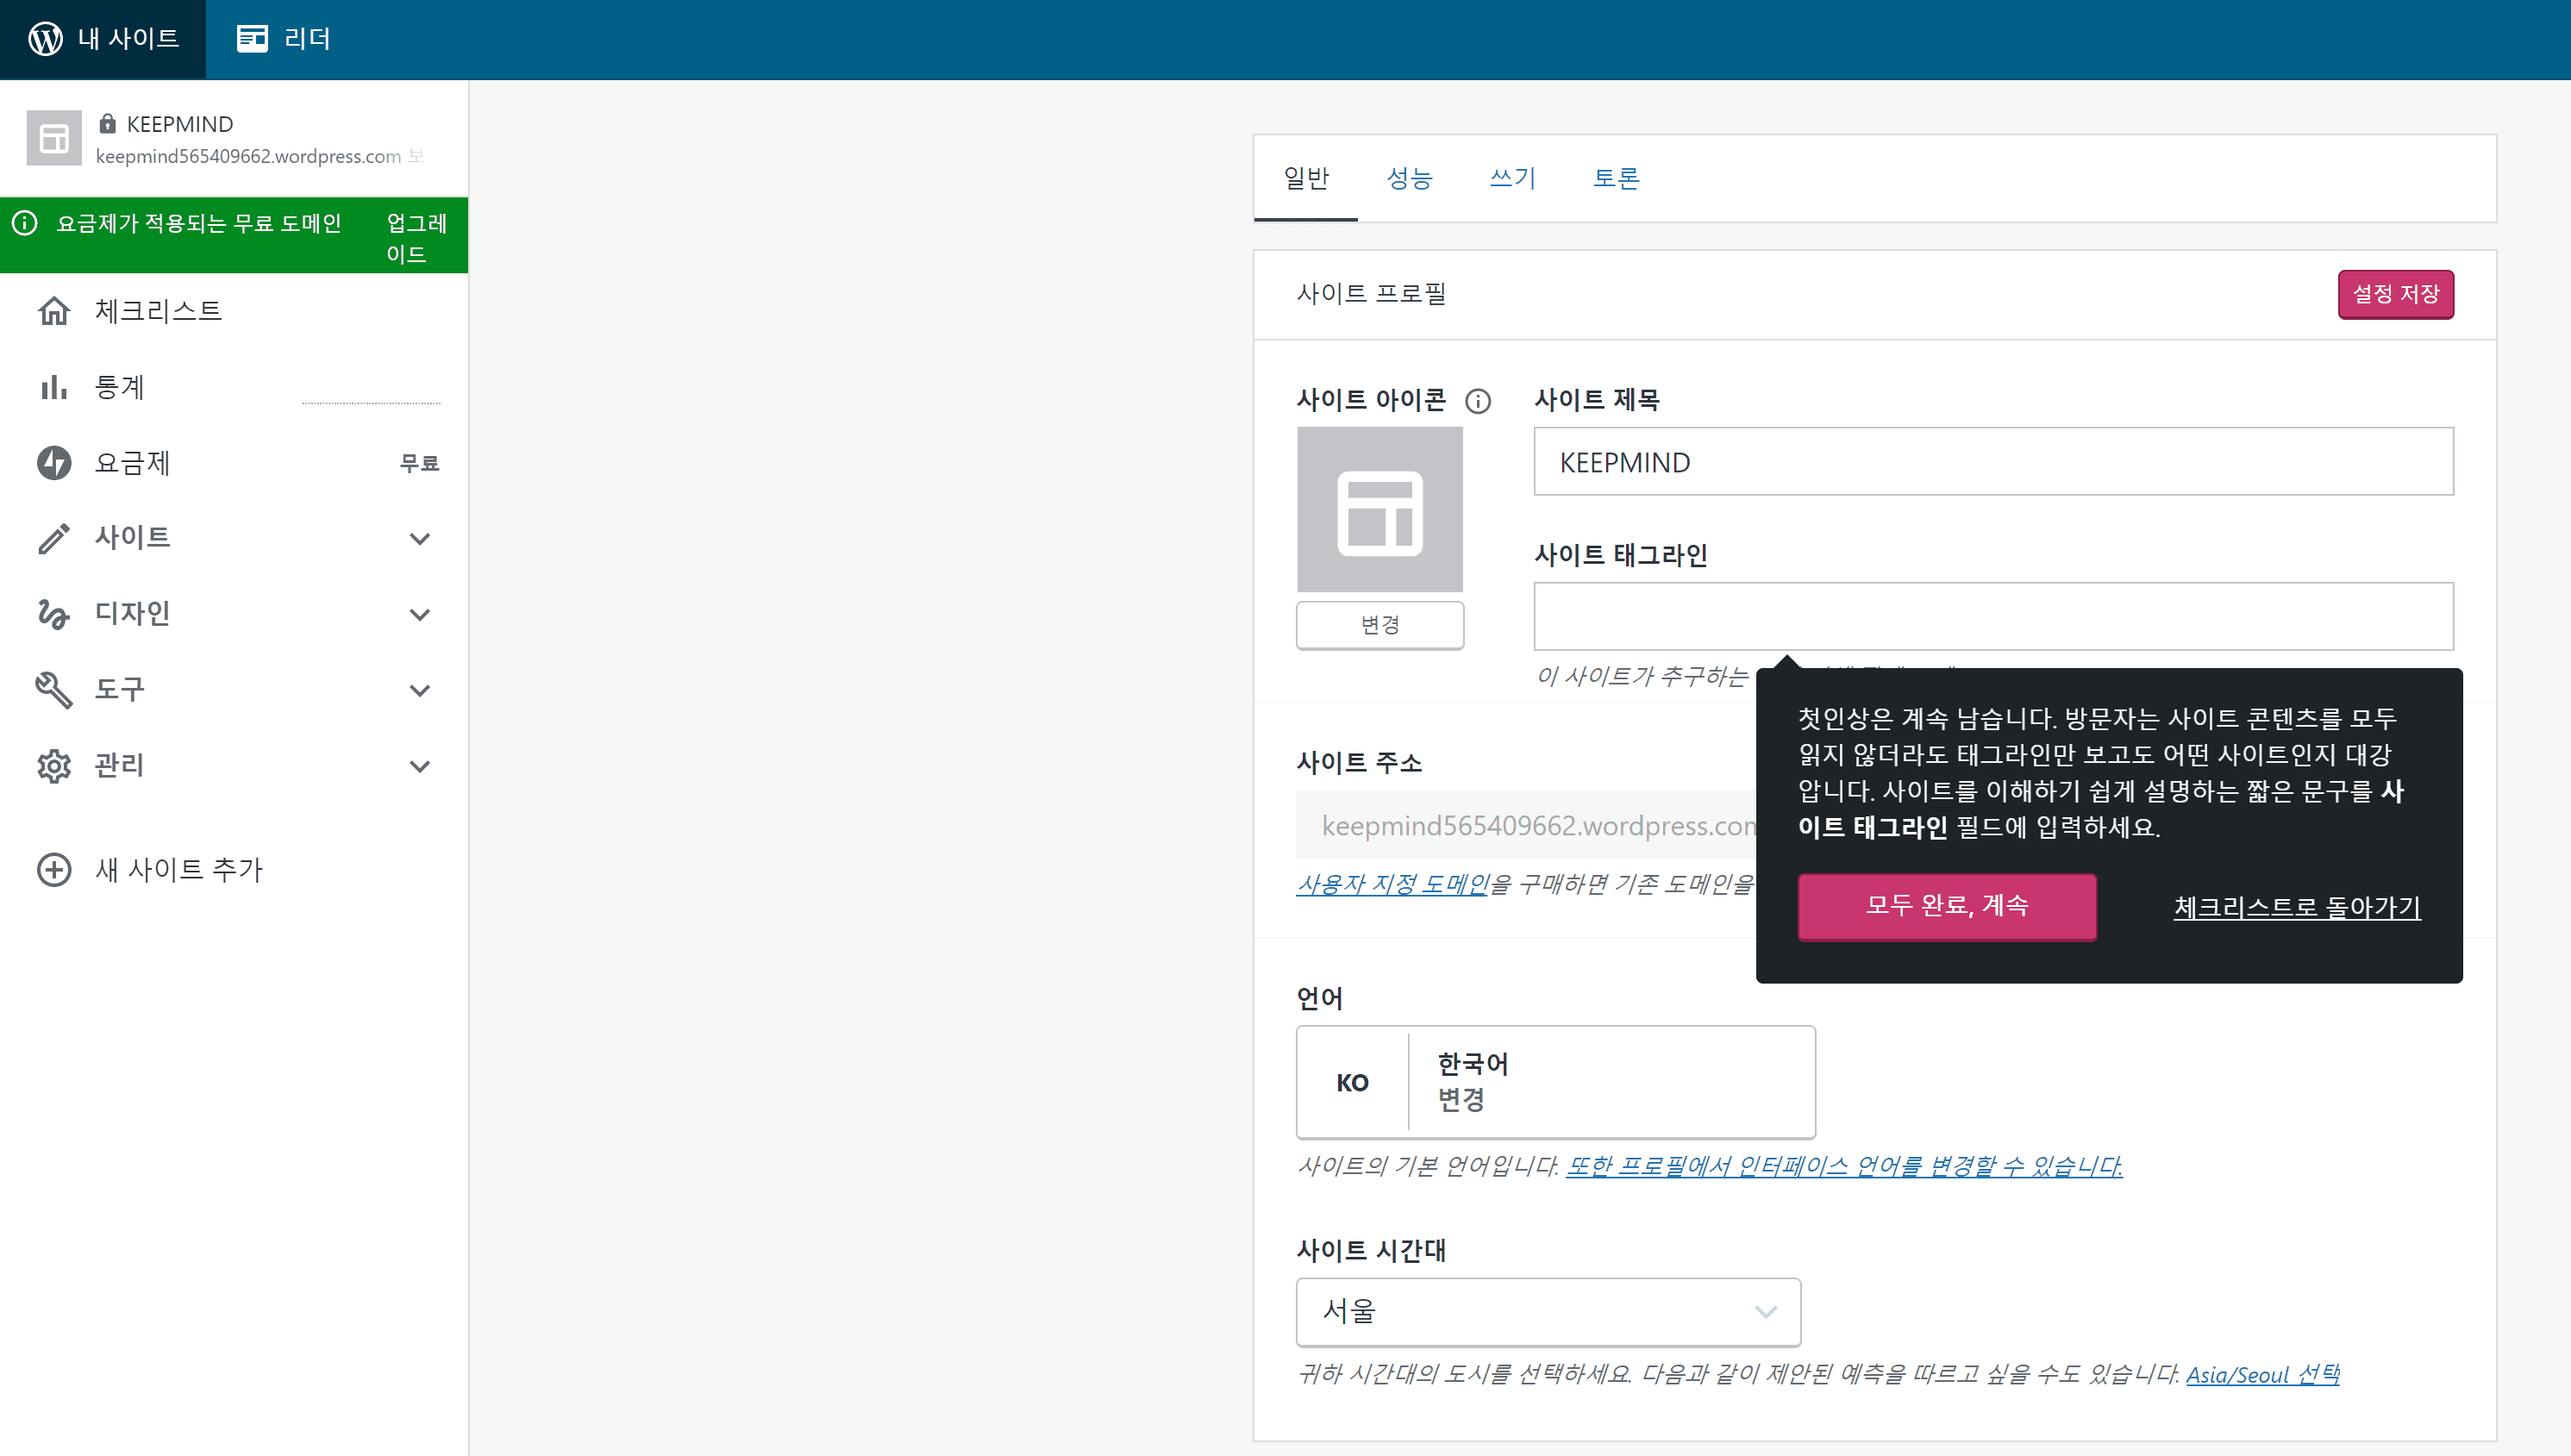 내 사이트
리더
KEEPMIND
keepmind565409662.wordpress.com 보
요금제가 적용되는 무료 도메인
업그레
이드
체크리스트
통계
요금제
무료
사이트
디자인
도구
관리
새 사이트 추가
일반 성능 쓰기 토론
사이트 프로필
설정 저장
사이트 아이콘
변경
사이트 제목
KEEPMIND
사이트 태그라인
이 사이트가 추구하는
첫인상은 계속 남습니다. 방문자는 사이트 콘텐츠를 모두
읽지 않더라도 태그라인만 보고도 어떤 사이트인지 대강
압니다. 사이트를 이해하기 쉽게 설명하는 짧은 문구를 사
이트 태그라인 필드에 입력하세요.
모두 완료, 계속
체크리스트로 돌아가기
사이트 주소
keepmind565409662.wordpress.com
사용자 지정 도메인을 구매하면 기존 도메인을
언어
KO
한국어
변경
사이트의 기본 언어입니다. 또한 프로필에서 인터페이스 언어를 변경할 수 있습니다.
사이트 시간대
서울
귀하 시간대의 도시를 선택하세요. 다음과 같이 제안된 예측을 따르고 싶을 수도 있습니다. Asia/Seoul 선택